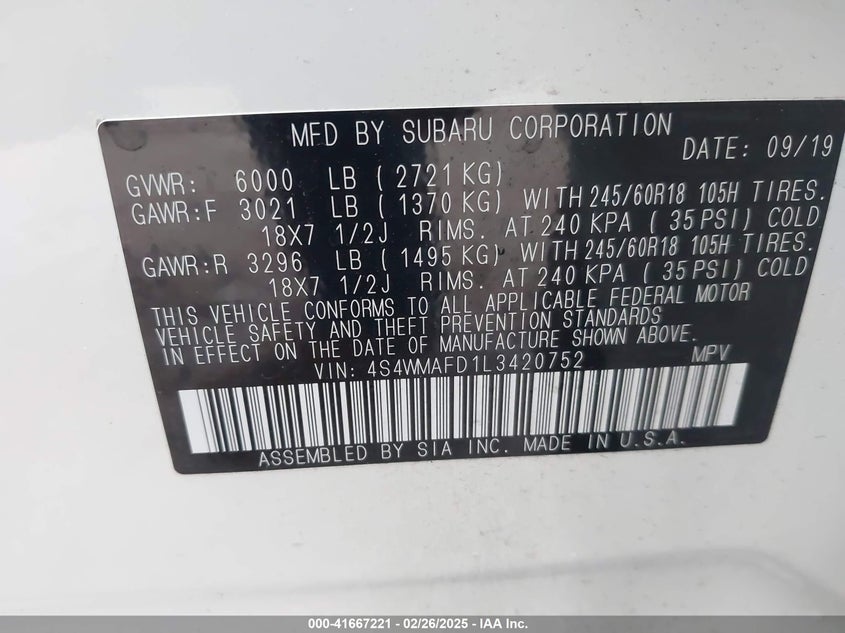 MFD BY SUBARU CORPORATION
DATE: 09/19
GVWR: 6000 LB ( 2721 KG)
GAWR:F 3021 LB ( 1370 KG) WITH 245/60R18 105H TIRES.
18X7 1/2J RIMS. AT 240 KPA ( 35 PSI) COLD
GAWR:R 3296 LB ( 1495 KG) WITH 245/60R18 105H TIRES.
18X7 1/2J RIMS. AT 240 KPA ( 35 PSI) COLD
THIS VEHICLE CONFORMS TO ALL APPLICABLE FEDERAL MOTOR
VEHICLE SAFETY AND THEFT PREVENTION STANDARDS
IN EFFECT ON THE DATE OF MANUFACTURE SHOWN ABOVE.
VIN: 4S4WMAFD1L3420752 MPV
ASSEMBLED BY SIA INC. MADE IN U.S.A.
000-41667221 - 02/26/2025 - IAA Inc.